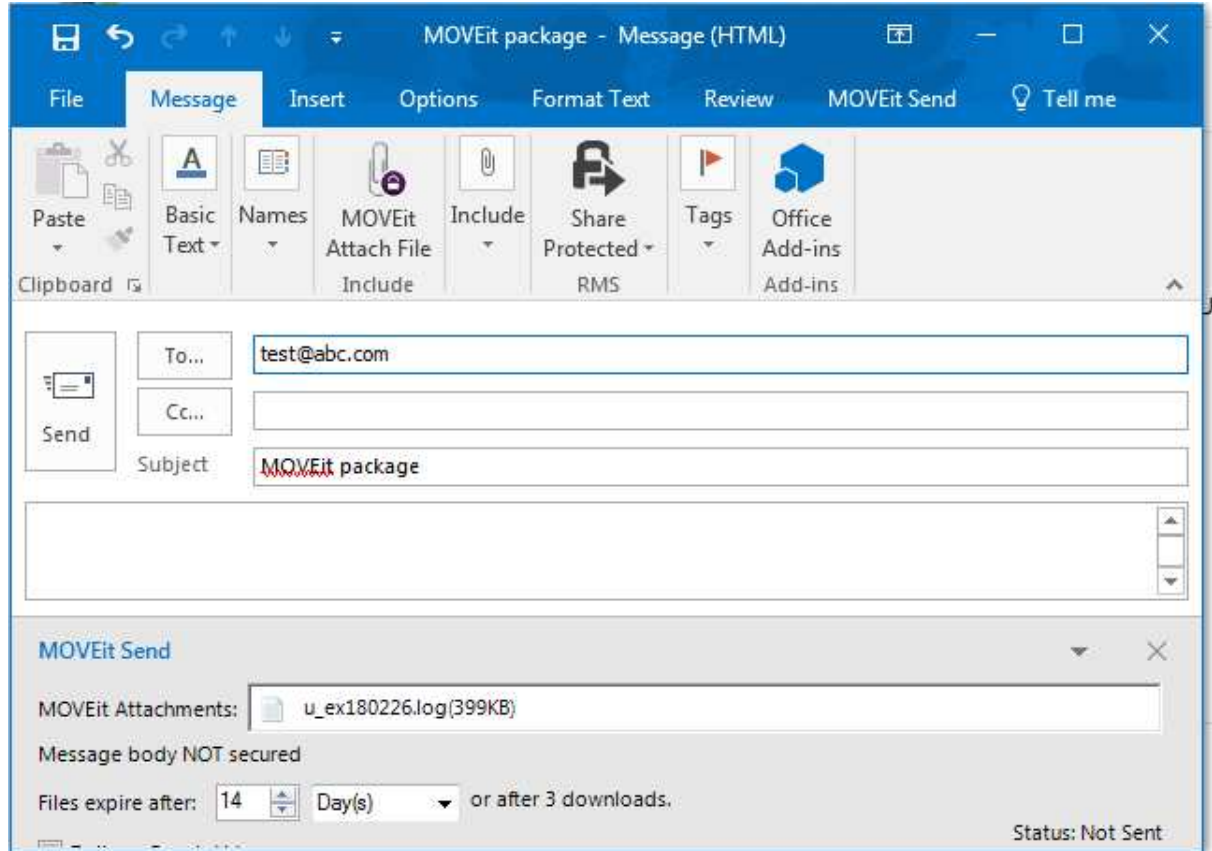 MOVEit package - Message (HTML)
File Message Insert Options Format Text Review MOVEit Send Tell me
Paste
Basic Text
Names
MOVEit Attach File
Include
Share Protected
Tags
Office Add-ins
Clipboard Include RMS Add-ins
To... test@abc.com
Cc...
Send
Subject MOVEit package
MOVEit Send
MOVEit Attachments: u_ex180226.log(399KB)
Message body NOT secured
Files expire after: 14 Day(s) or after 3 downloads.
Status: Not Sent